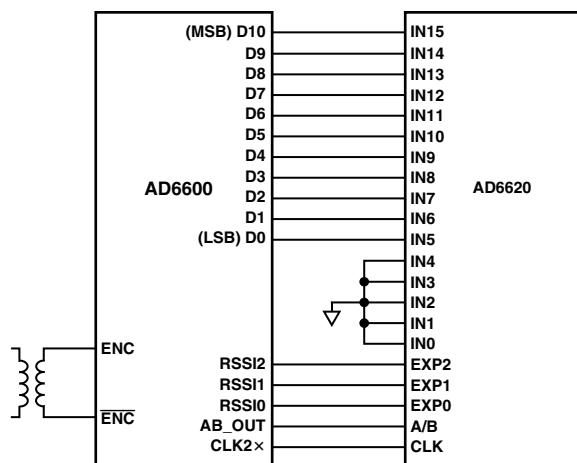 (MSB) D10 IN15
D9 IN14
D8 IN13
D7 IN12
D6 IN11
D5 IN10
D4 IN9
D3 IN8
AD6600 AD6620
D2 IN7
D1 IN6
(LSB) D0 IN5
IN4
IN3
IN2
IN1
IN0
ENC
RSSI2 EXP2
RSSI1 EXP1
RSSI0 EXP0
ENC
AB_OUT A/B
CLK2× CLK